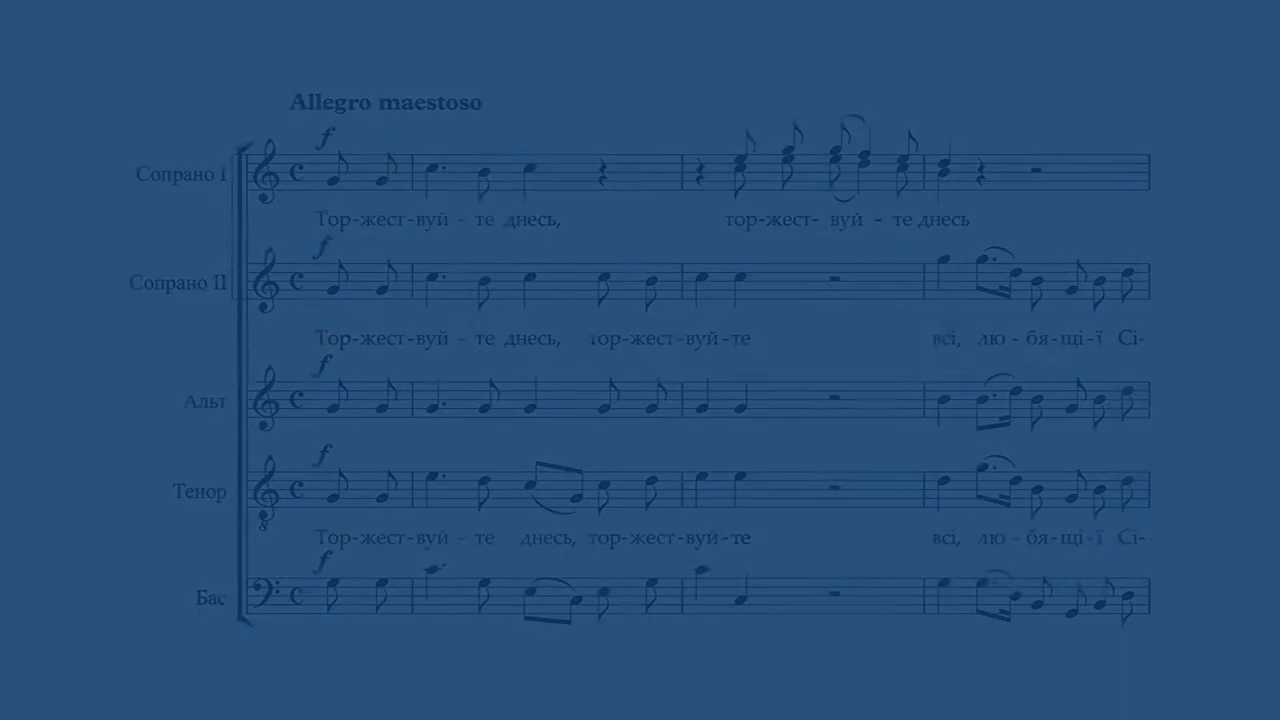 Allegro maestoso
f
Сопрано I
Тор-жест-вуй - те днесь, тор-жест- вуй - те днесь
f
Сопрано II
Тор-жест-вуй - те днесь, тор-жест-вуй-те всі, лю - бя-щі-ї Сі-
f
Альт
f
Тенор
8
Тор-жест-вуй - те днесь, тор-жест-вуй-те всі, лю - бя-щі-ї Сі-
f
Бас